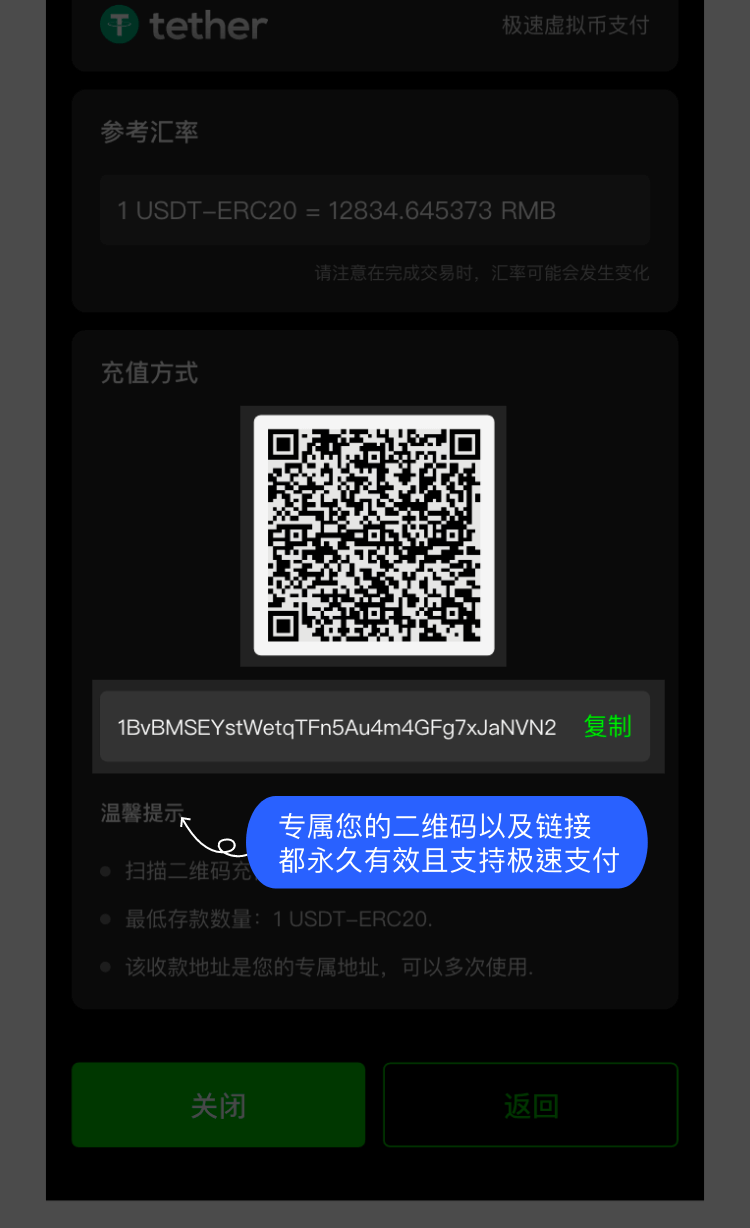 tether
极速虚拟币支付
参考汇率
1 USDT-ERC20 = 12834.645373 RMB
请注意在完成交易时，汇率可能会发生变化
充值方式
1BvBMSEYstWetqTFn5Au4m4GFg7xJaNVN2
复制
温馨提示
专属您的二维码以及链接
都永久有效且支持极速支付
扫描二维码充
最低存款数量：1 USDT-ERC20.
该收款地址是您的专属地址，可以多次使用.
关闭
返回